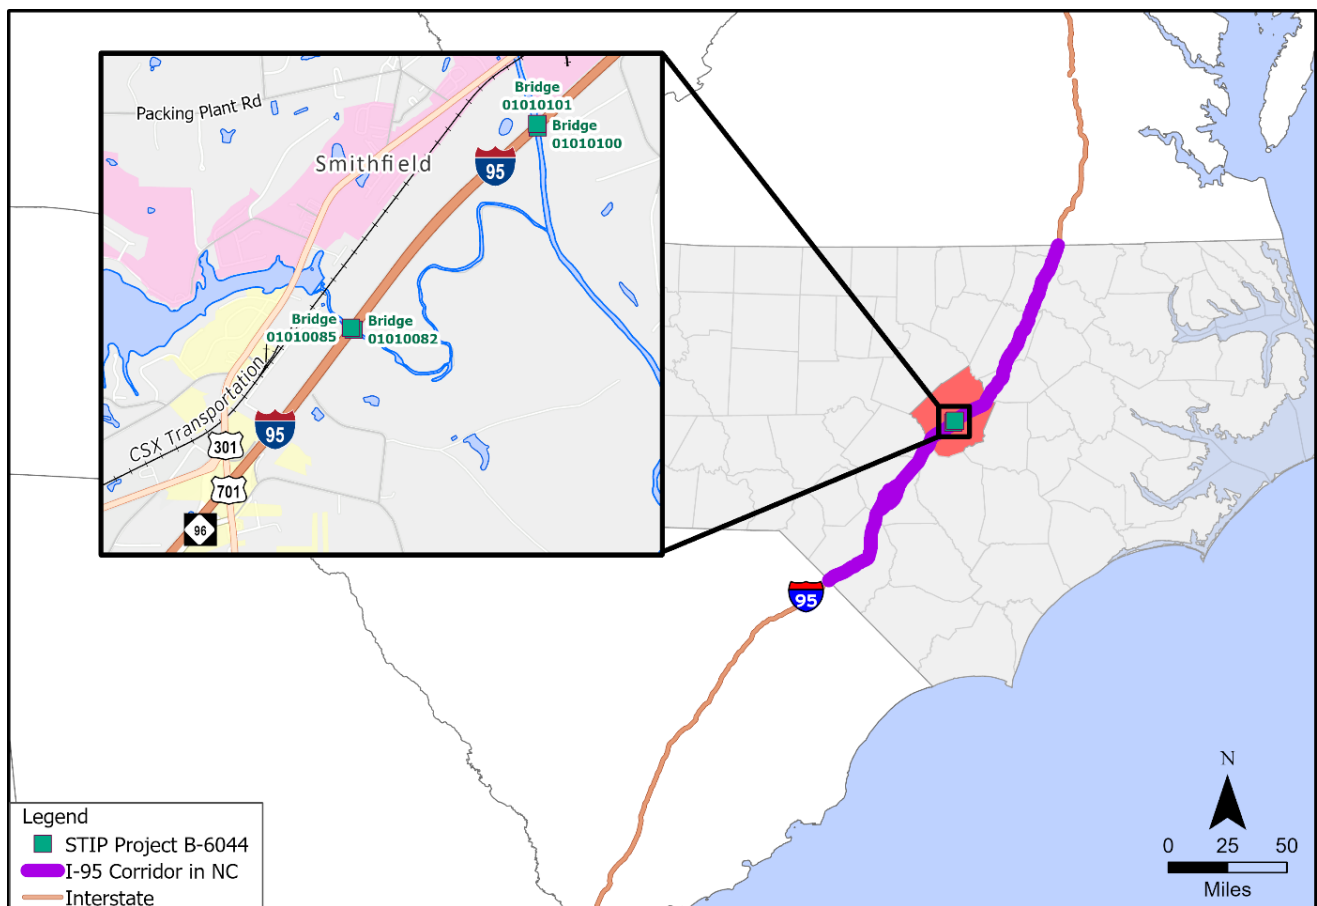 Bridge
01010101
Packing Plant Rd
Bridge
01010100
Smithfield
95
Bridge
01010085
Bridge
01010082
CSX Transportation
95
301
701
96
95
N
0 25 50
Miles
Legend
STIP Project B-6044
I-95 Corridor in NC
Interstate